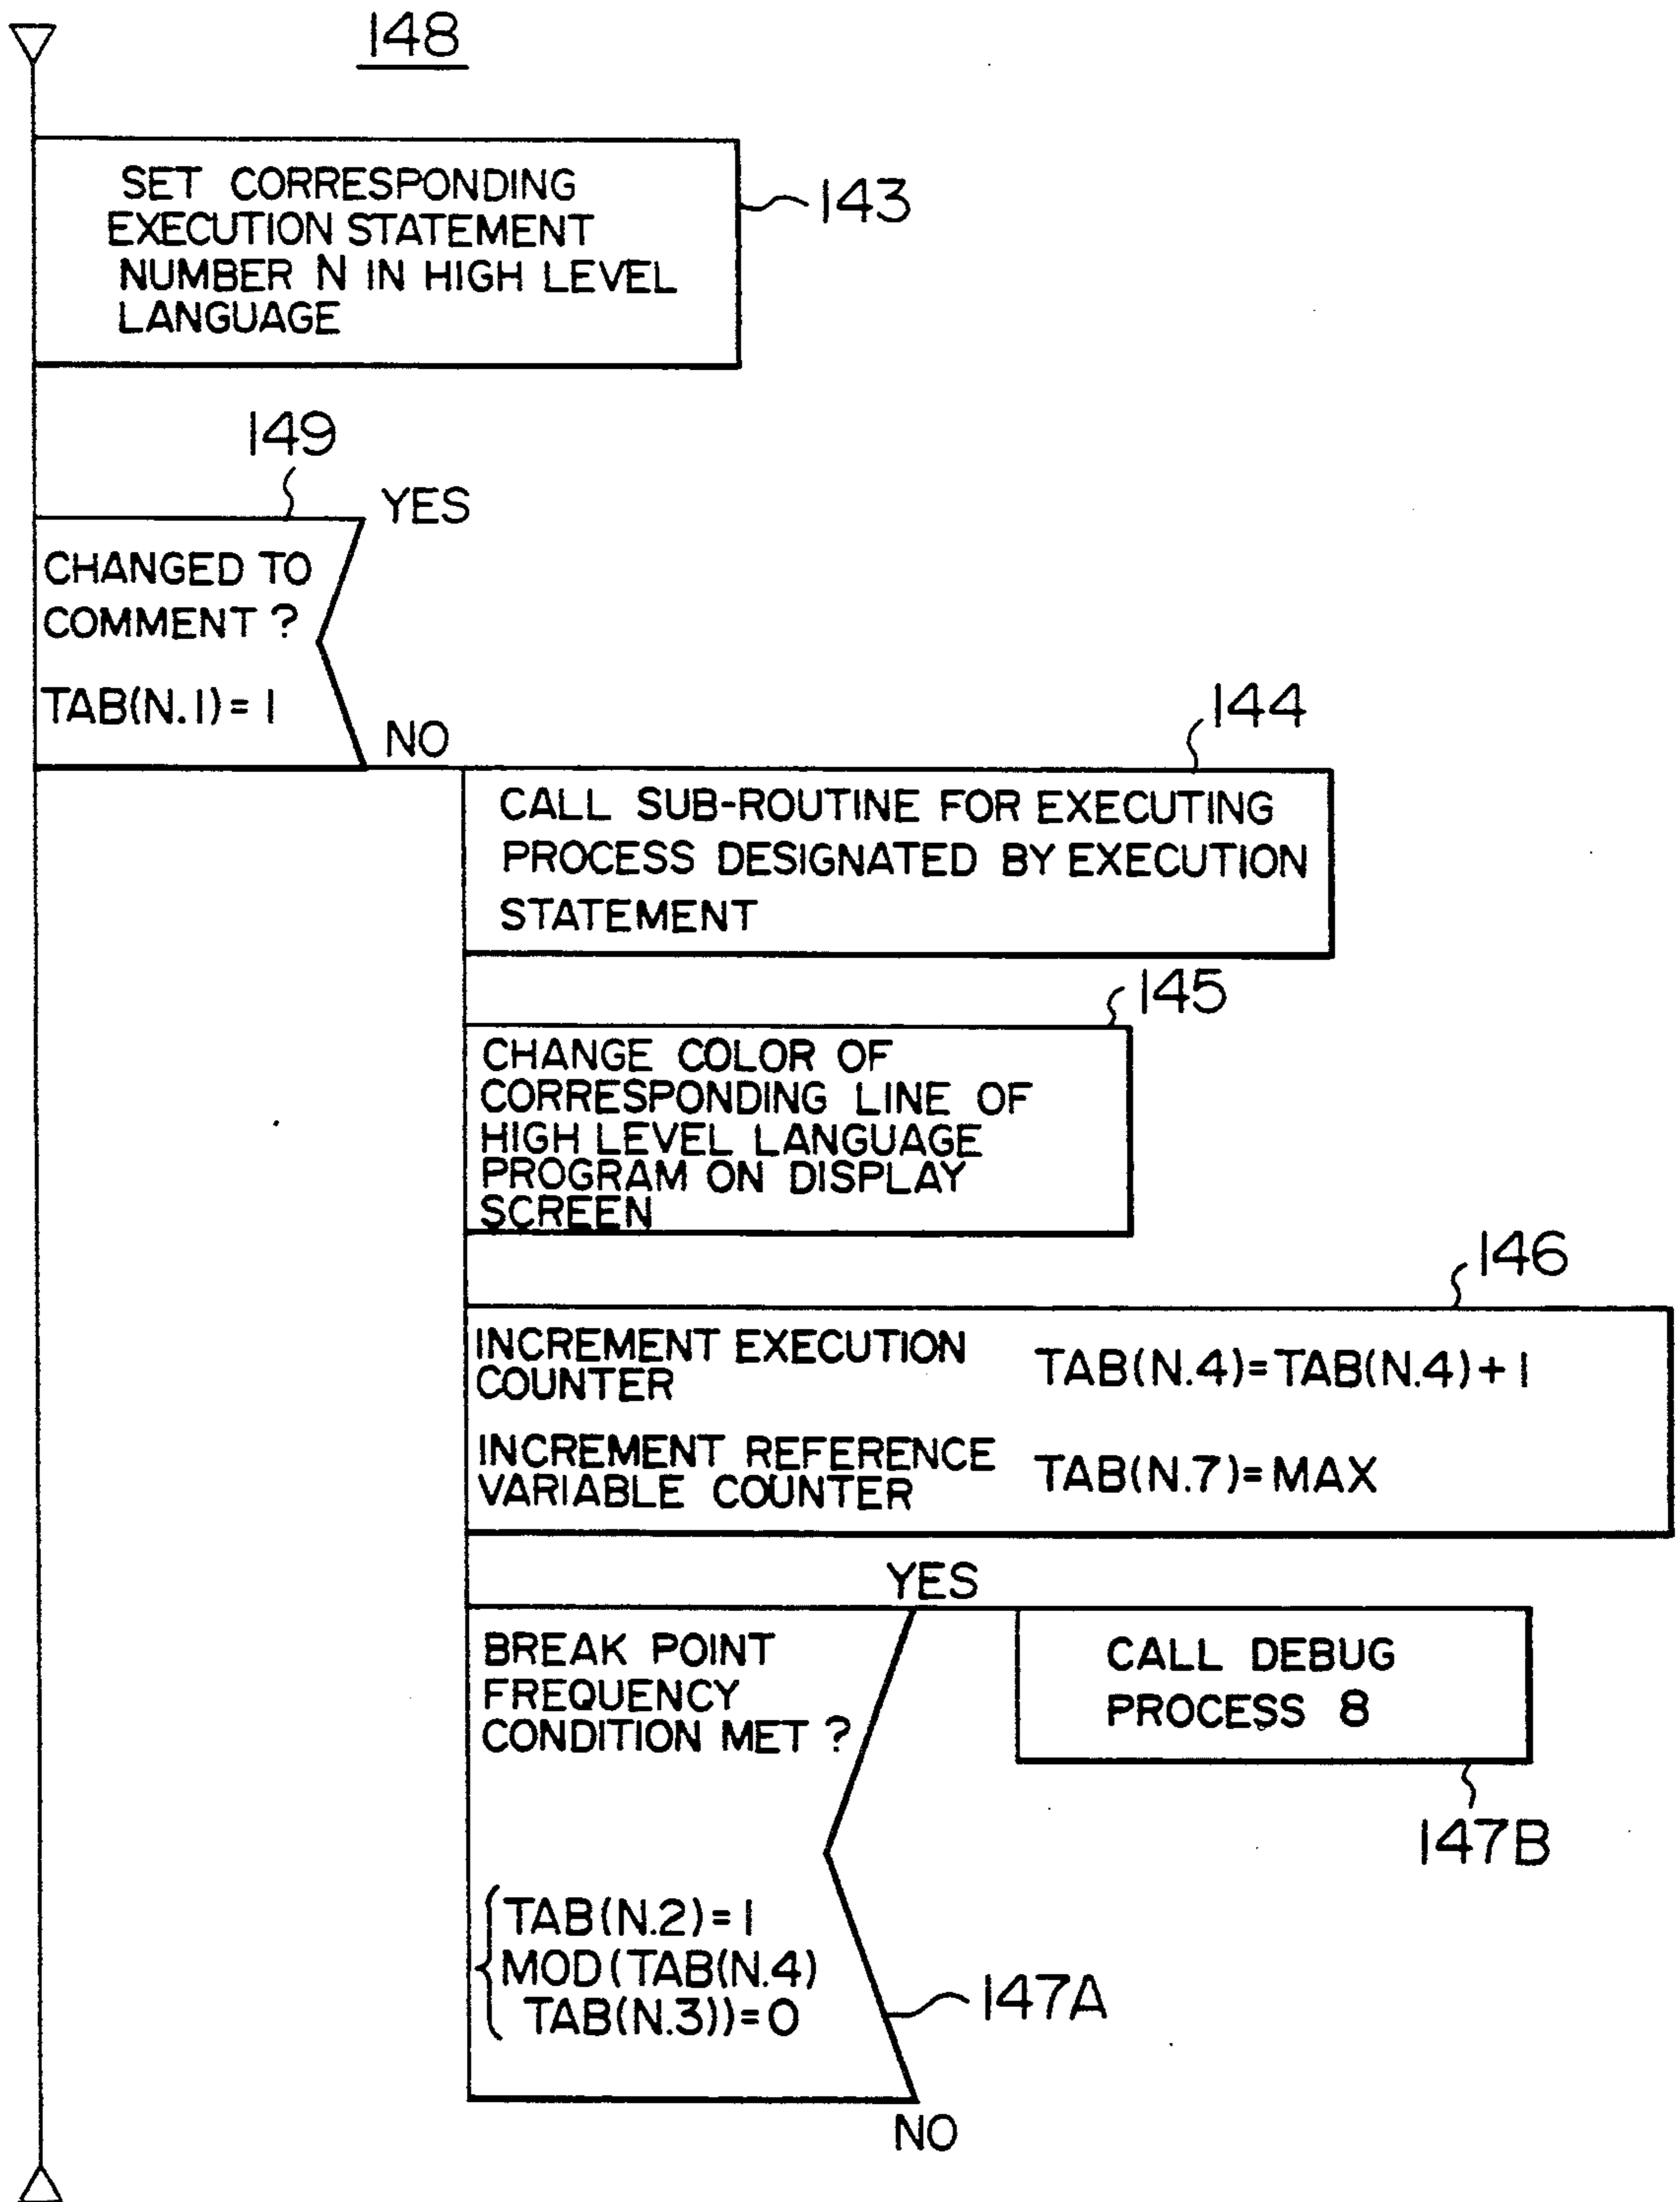 148
SET CORRESPONDING
EXECUTION STATEMENT
NUMBER N IN HIGH LEVEL
LANGUAGE
143
149
YES
CHANGED TO
COMMENT ?
TAB(N.1)=1
NO
144
CALL SUB-ROUTINE FOR EXECUTING
PROCESS DESIGNATED BY EXECUTION
STATEMENT
145
CHANGE COLOR OF
CORRESPONDING LINE OF
HIGH LEVEL LANGUAGE
PROGRAM ON DISPLAY
SCREEN
146
INCREMENT EXECUTION
COUNTER
TAB(N.4)=TAB(N.4)+1
INCREMENT REFERENCE
VARIABLE COUNTER
TAB(N.7)=MAX
YES
BREAK POINT
FREQUENCY
CONDITION MET ?
CALL DEBUG
PROCESS 8
147B
TAB(N.2)=1
MOD(TAB(N.4)
TAB(N.3))=0
147A
NO